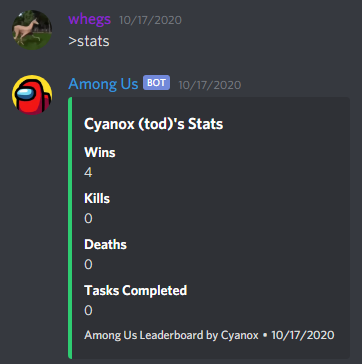 whegs 10/17/2020
>stats
Among Us BOT 10/17/2020
Cyanox (tod)'s Stats
Wins
4
Kills
0
Deaths
0
Tasks Completed
0
Among Us Leaderboard by Cyanox • 10/17/2020